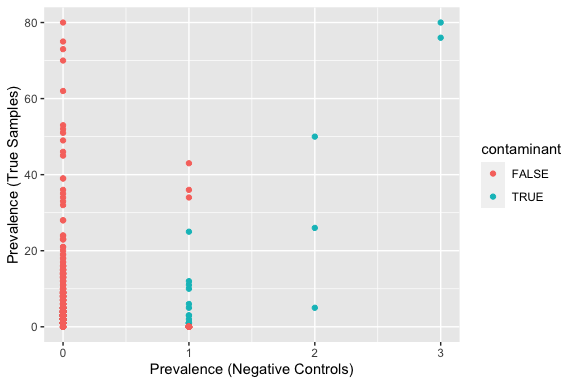 80
60
40
20
0
Prevalence (True Samples)
0 1 2 3
Prevalence (Negative Controls)
contaminant
FALSE
TRUE